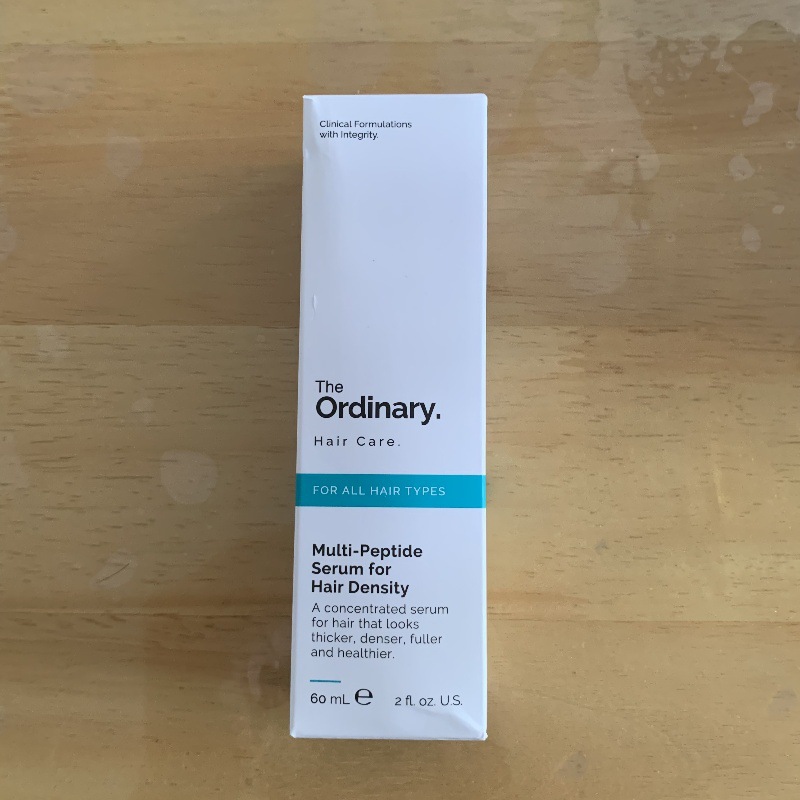 Clinical Formulations
with Integrity.
The
Ordinary.
Hair Care.
FOR ALL HAIR TYPES
Multi-Peptide
Serum for
Hair Density
A concentrated serum
for hair that looks
thicker, denser, fuller
and healthier.
60 mL ℮ 2 fl. oz. U.S.